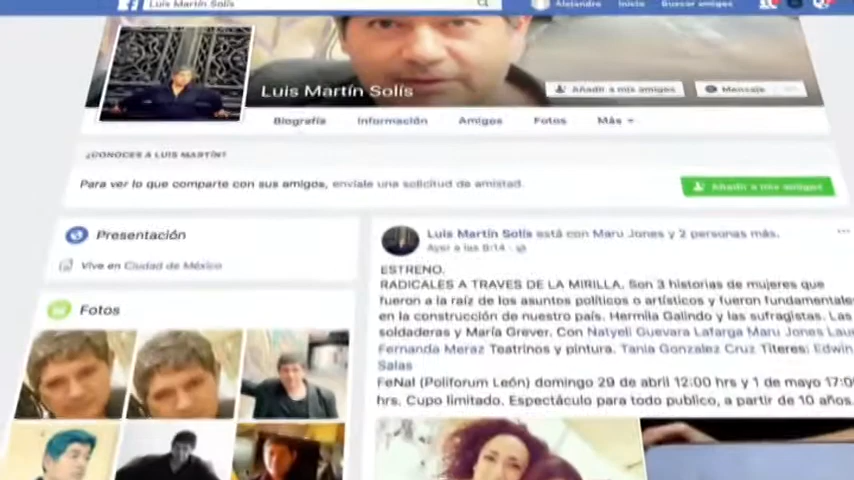 Luis Martín Solís
Alejandro Inicio Buscar amigos
Luis Martín Solís
Añadir a mis amigos
Mensaje
Biografía Información Amigos Fotos Más
¿CONOCES A LUIS MARTÍN?
Para ver lo que comparte con sus amigos, envíale una solicitud de amistad.
Añadir a mis amigos
Presentación
Vive en Ciudad de México
Fotos
Luis Martín Solís está con Maru Jones y 2 personas más.
Ayer a las 9:14
ESTRENO.
RADICALES A TRAVES DE LA MIRILLA. Son 3 historias de mujeres que
fueron a la raíz de los asuntos políticos o artísticos y fueron fundamentales
en la construcción de nuestro país. Hermila Galindo y las sufragistas. Las
soldaderas y María Grever. Con Natyeli Guevara Lafarga Maru Jones
Fernanda Meraz Teatrinos y pintura. Tania Gonzalez Cruz Titeres: Edwin
Salas
FeNal (Poliforum León) domingo 29 de abril 12:00 hrs y 1 de mayo 17:0
hrs. Cupo limitado. Espectáculo para todo publico, a partir de 10 años.